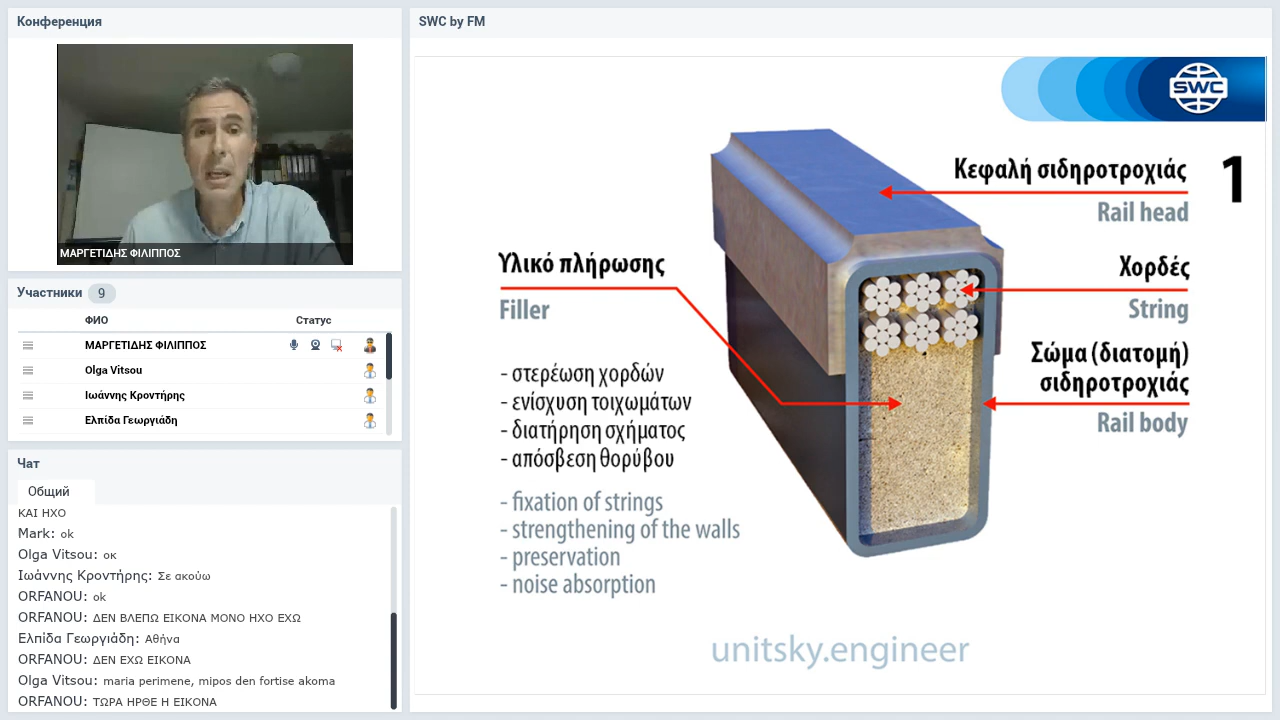 Конференция
ΜΑΡΓΕΤΙΔΗΣ ΦΙΛΙΠΠΟΣ
Участники 9
ФИО Статус
ΜΑΡΓΕΤΙΔΗΣ ΦΙΛΙΠΠΟΣ
Olga Vitsou
Ιωάννης Κροντήρης
Ελπίδα Γεωργιάδη
Чат
Общий
ΚΑΙ ΗΧΟ
Mark: ok
Olga Vitsou: οκ
Ιωάννης Κροντήρης: Σε ακούω
ORFANOU: ok
ORFANOU: ΔΕΝ ΒΛΕΠΩ ΕΙΚΟΝΑ ΜΟΝΟ ΗΧΟ ΕΧΩ
Ελπίδα Γεωργιάδη: Αθήνα
ORFANOU: ΔΕΝ ΕΧΩ ΕΙΚΟΝΑ
Olga Vitsou: maria perimene, mipos den fortise akoma
ORFANOU: ΤΩΡΑ ΗΡΘΕ Η ΕΙΚΟΝΑ
SWC by FM
SWC
1
Κεφαλή σιδηροτροχιάς
Rail head
Χορδές
String
Σώμα (διατομή)
σιδηροτροχιάς
Rail body
Υλικό πλήρωσης
Filler
- στερέωση χορδών
- ενίσχυση τοιχωμάτων
- διατήρηση σχήματος
- απόσβεση θορύβου
- fixation of strings
- strengthening of the walls
- preservation
- noise absorption
unitsky.engineer